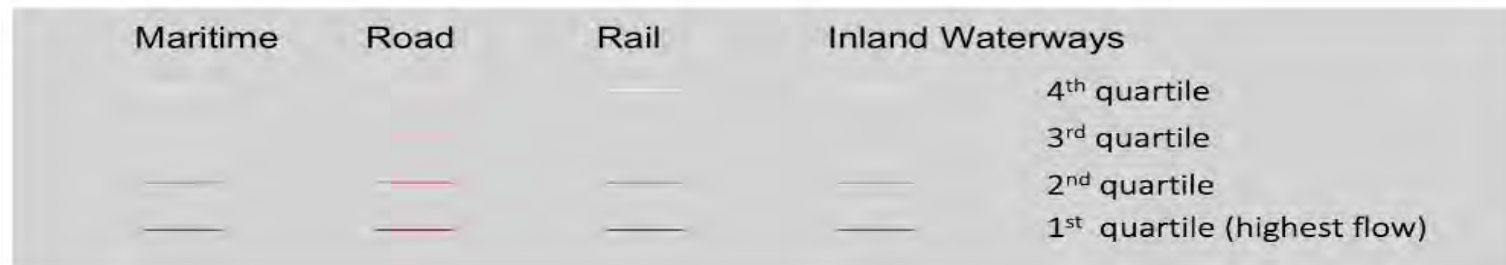 Maritime Road Rail Inland Waterways
4th quartile
3rd quartile
2nd quartile
1st quartile (highest flow)